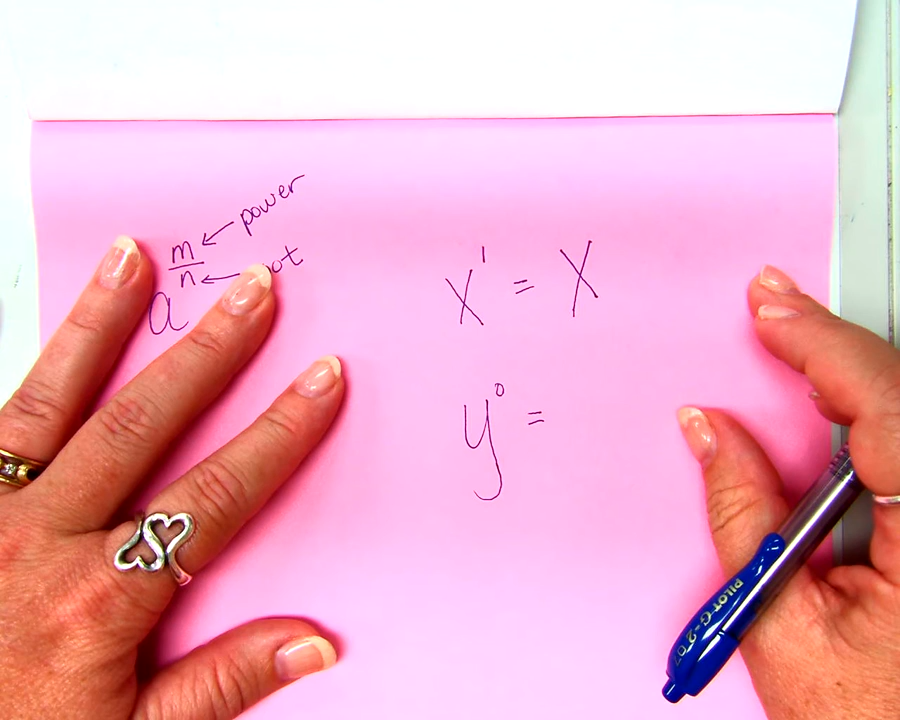 m ← power
n ←
a
x¹ = x
y⁰ =
PILOT G-2 07